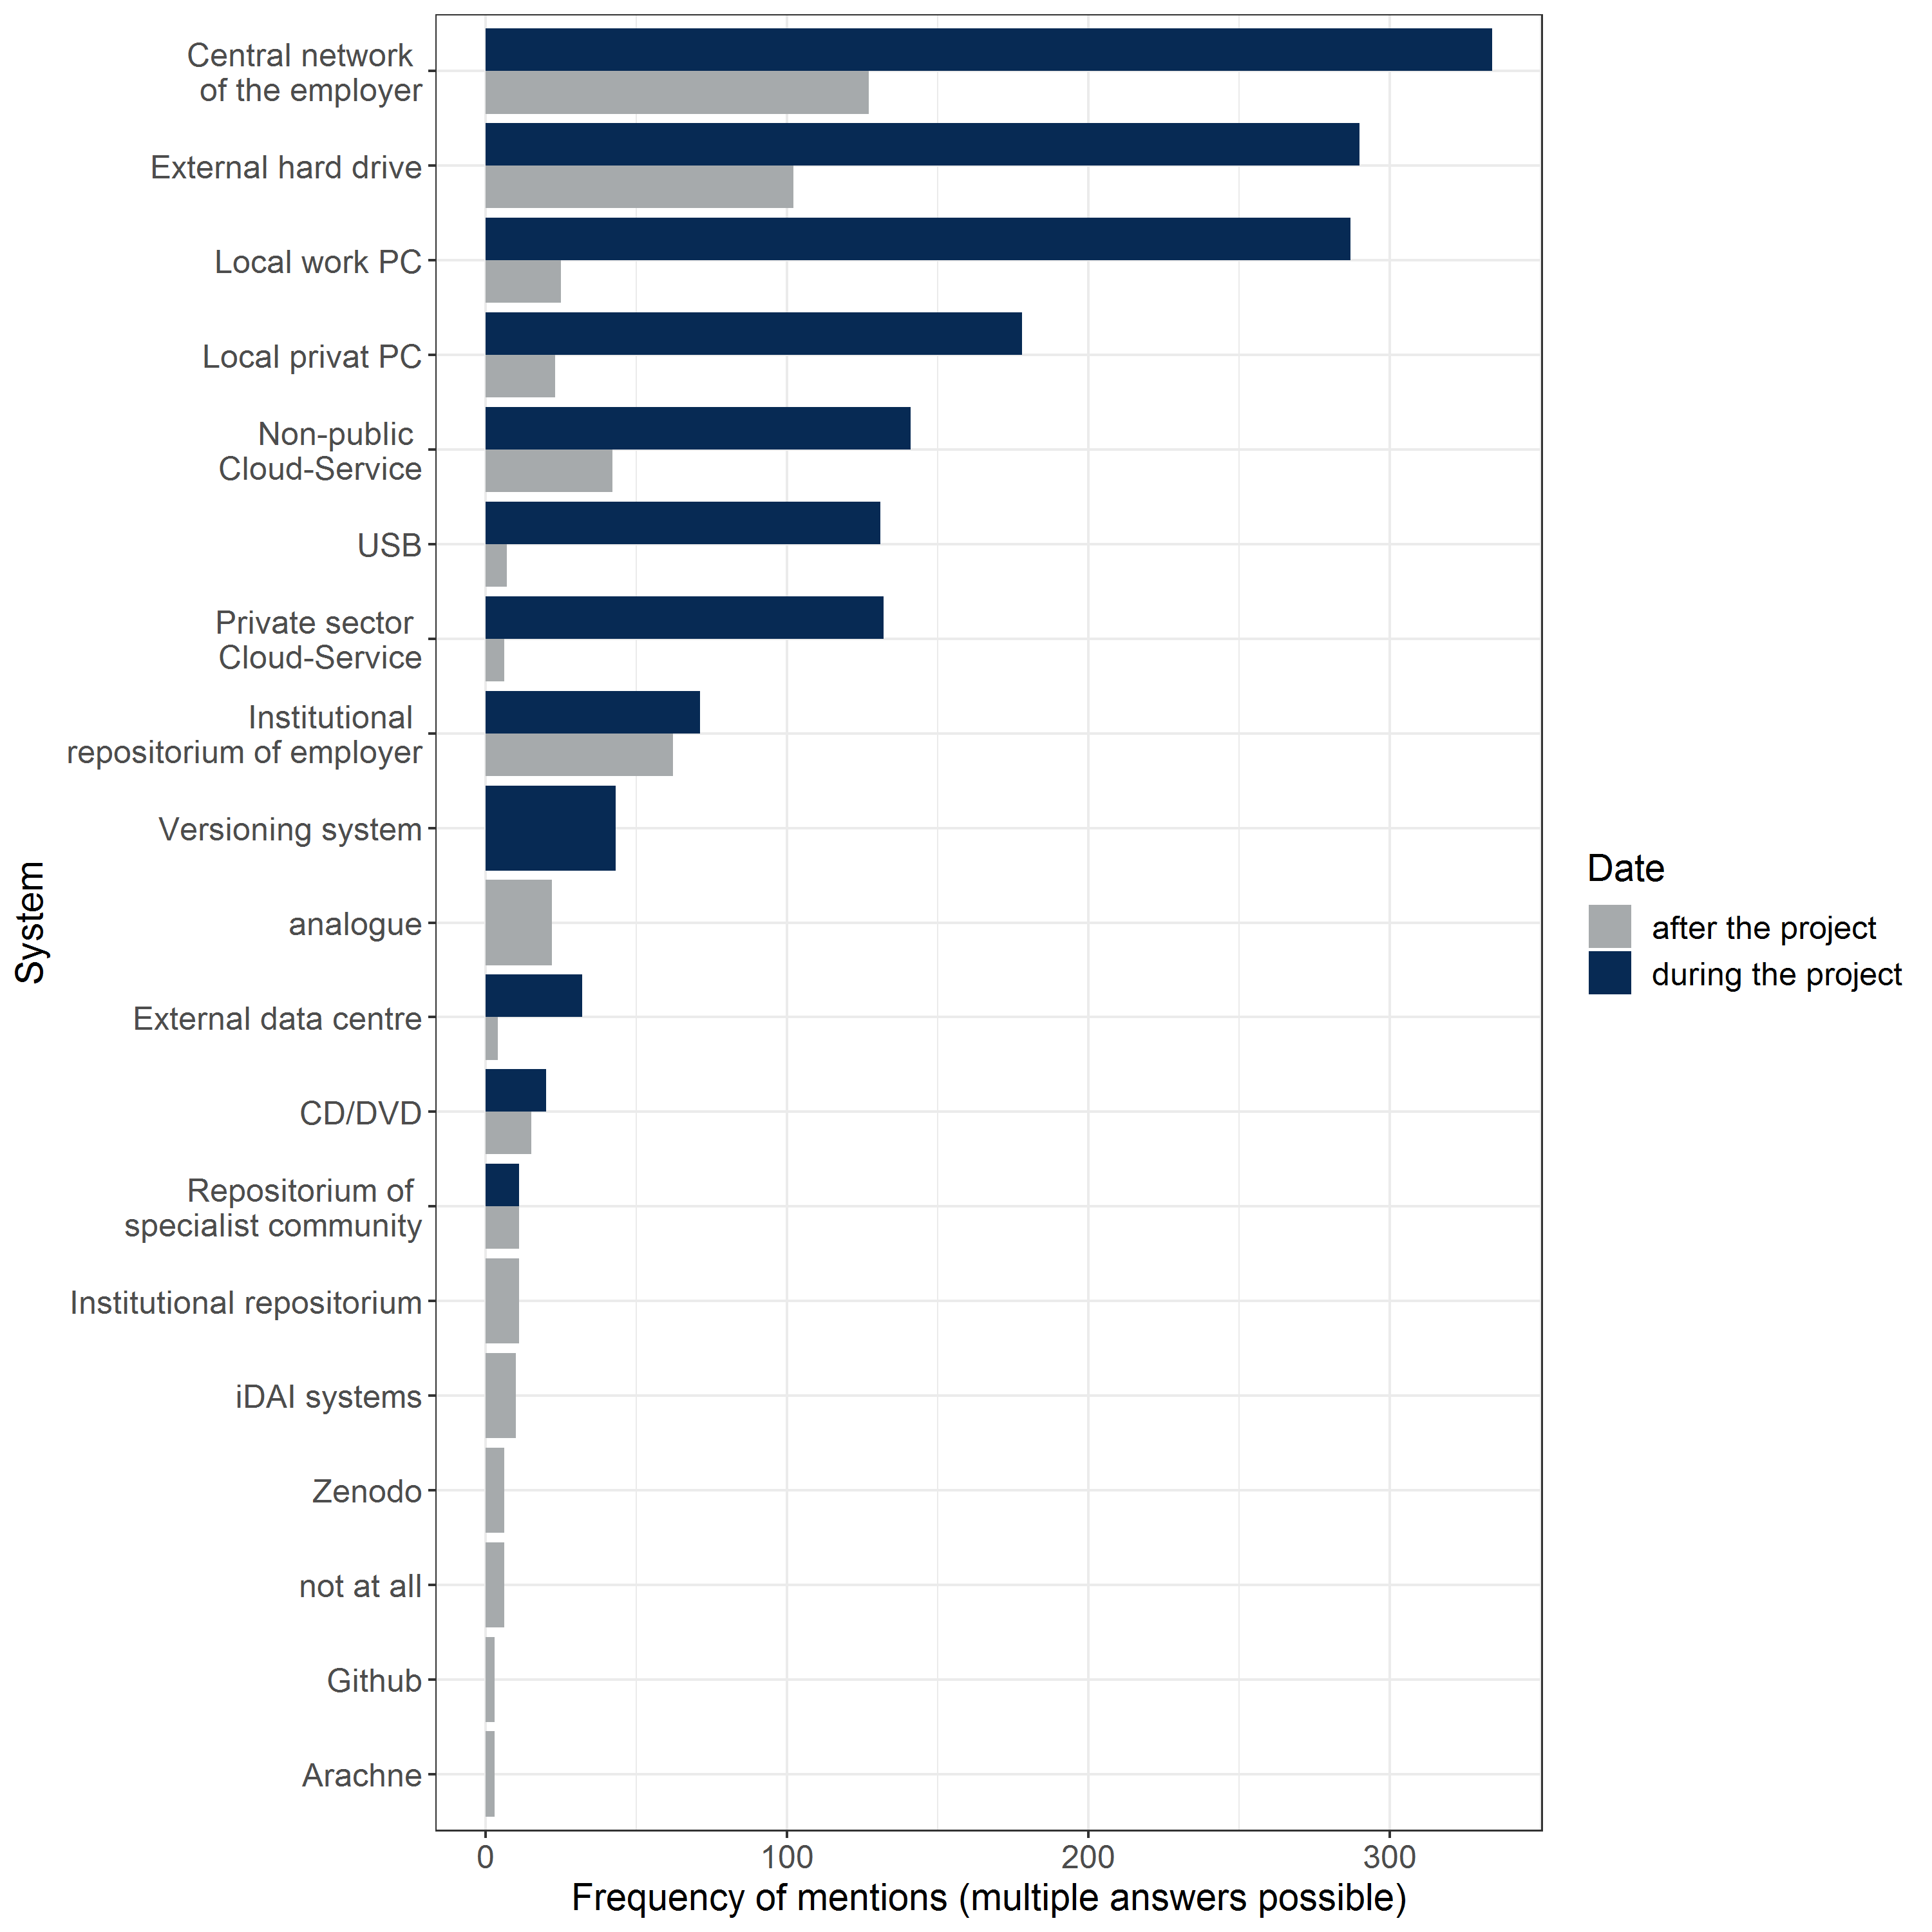 Central network
of the employer
External hard drive
Local work PC
Local privat PC
Non-public
Cloud-Service
USB
Private sector
Cloud-Service
Institutional
repositorium of employer
Versioning system
analogue
External data centre
CD/DVD
Repositorium of
specialist community
Institutional repositorium
iDAI systems
Zenodo
not at all
Github
Arachne
System
0 100 200 300
Frequency of mentions (multiple answers possible)
Date
after the project
during the project